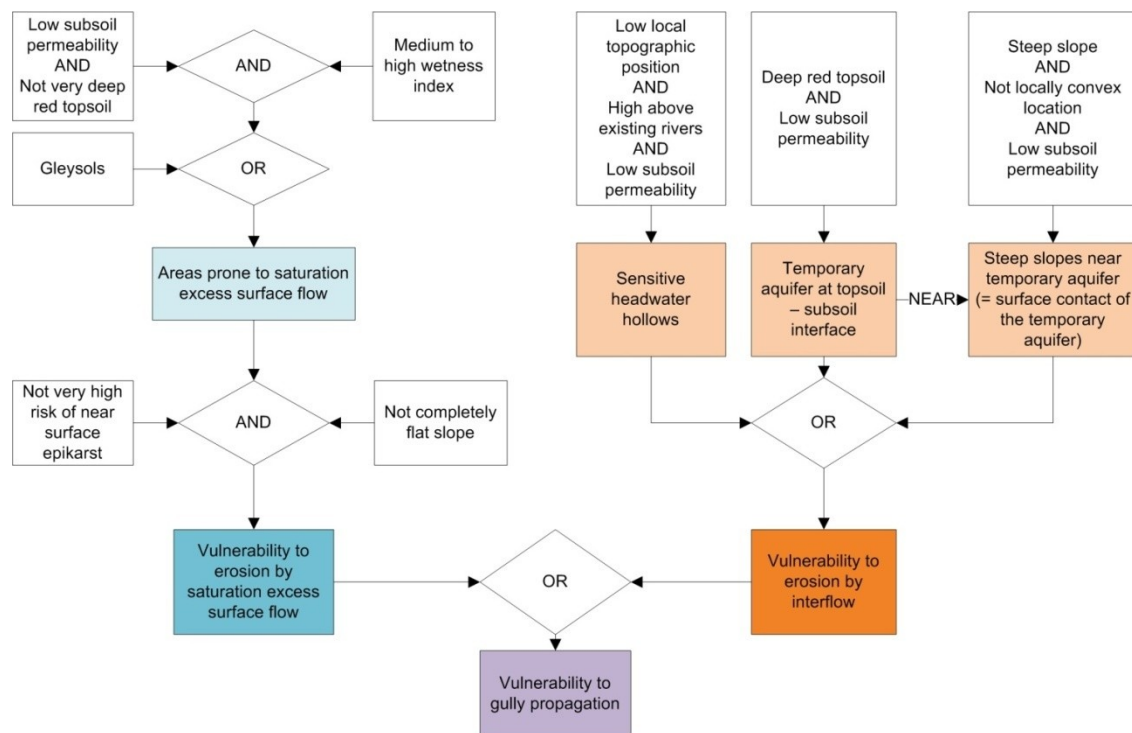 Low subsoil
permeability
AND
Not very deep
red topsoil
AND
Medium to
high wetness
index
Gleysols
OR
Areas prone to saturation
excess surface flow
Not very high
risk of near
surface
epikarst
AND
Not completely
flat slope
Vulnerability to
erosion by
saturation excess
surface flow
Low local
topographic
position
AND
High above
existing rivers
AND
Low subsoil
permeability
Deep red topsoil
AND
Low subsoil
permeability
Steep slope
AND
Not locally convex
location
AND
Low subsoil
permeability
Sensitive
headwater
hollows
Temporary
aquifer at topsoil
– subsoil
interface
NEAR
Steep slopes near
temporary aquifer
(= surface contact of
the temporary
aquifer)
OR
Vulnerability to
erosion by
interflow
OR
Vulnerability to
gully propagation